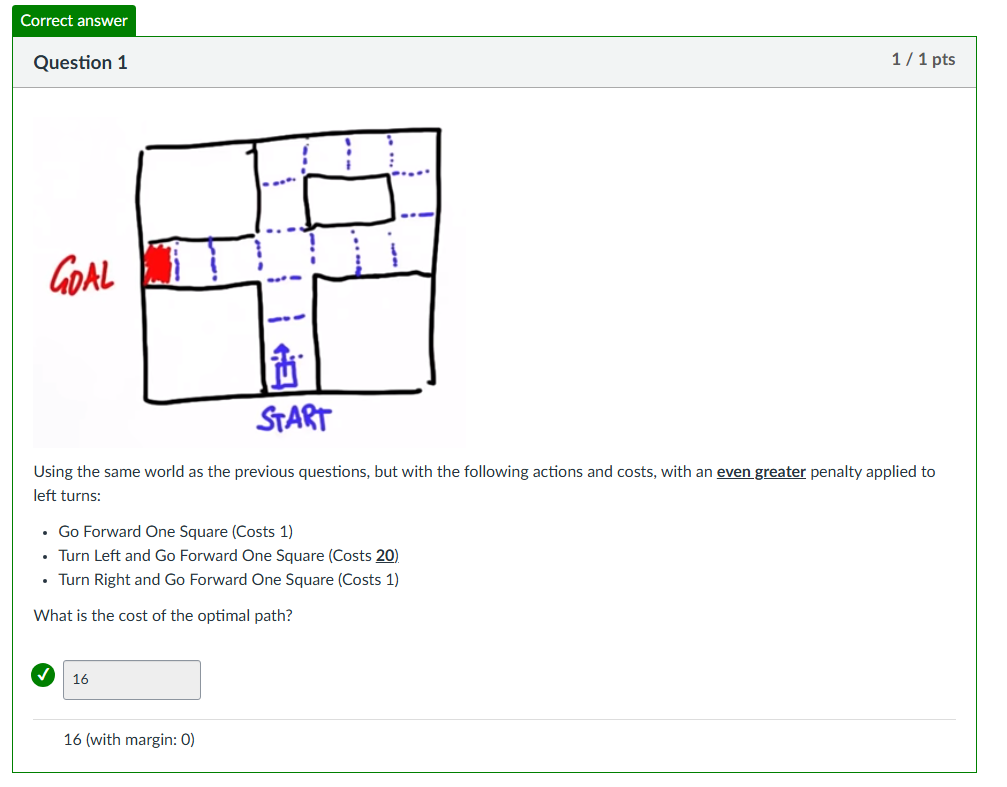 Correct answer
Question 1
1 / 1 pts
GOAL
START
Using the same world as the previous questions, but with the following actions and costs, with an even greater penalty applied to
left turns:
• Go Forward One Square (Costs 1)
• Turn Left and Go Forward One Square (Costs 20)
• Turn Right and Go Forward One Square (Costs 1)
What is the cost of the optimal path?
16
16 (with margin: 0)